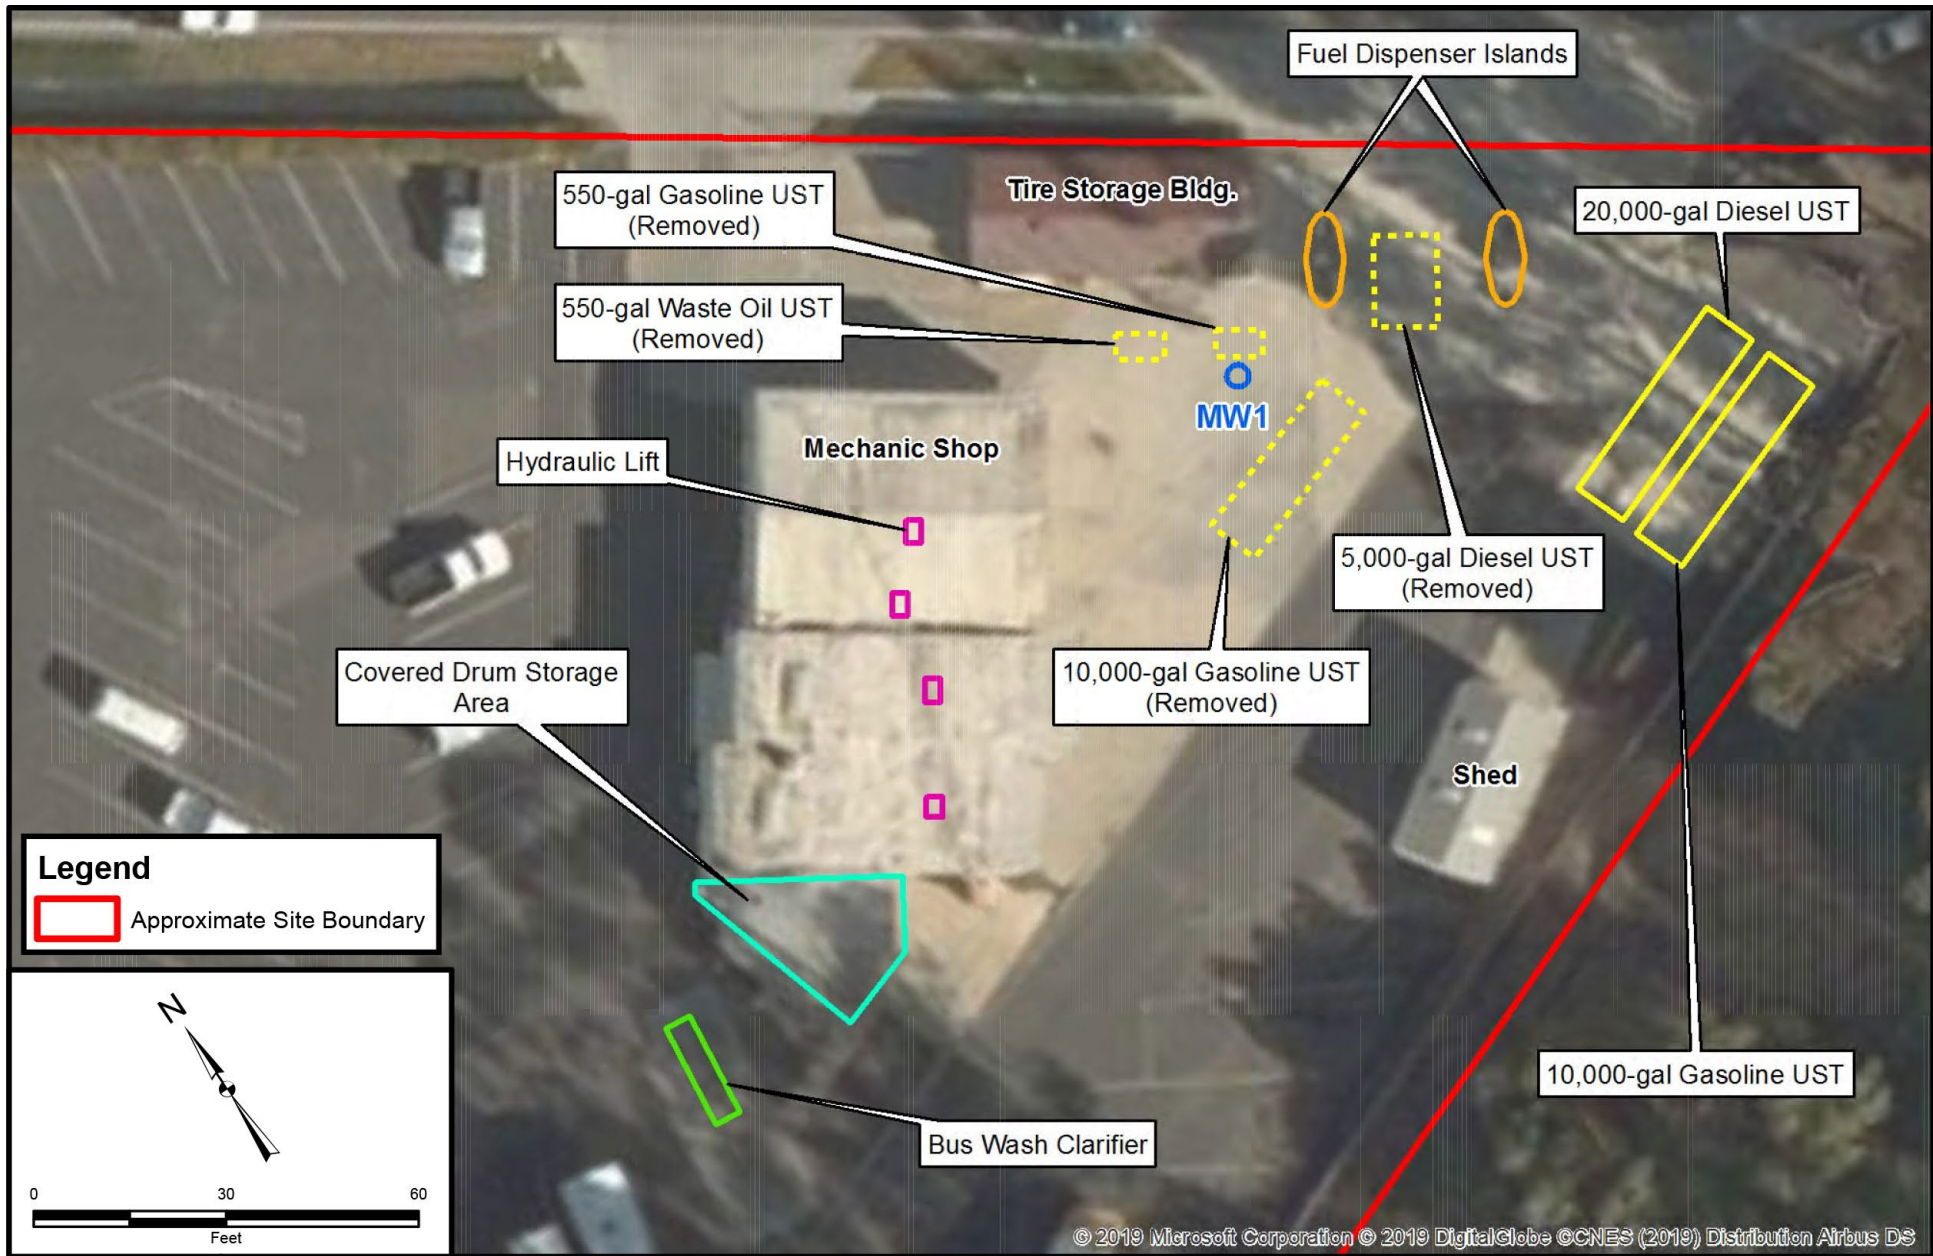 Fuel Dispenser Islands
550-gal Gasoline UST
(Removed)
Tire Storage Bldg.
20,000-gal Diesel UST
550-gal Waste Oil UST
(Removed)
MW1
Mechanic Shop
Hydraulic Lift
5,000-gal Diesel UST
(Removed)
Covered Drum Storage
Area
10,000-gal Gasoline UST
(Removed)
Shed
Legend
Approximate Site Boundary
N
10,000-gal Gasoline UST
Bus Wash Clarifier
0 30 60
Feet
© 2019 Microsoft Corporation © 2019 DigitalGlobe ©CNES (2019) Distribution Airbus DS